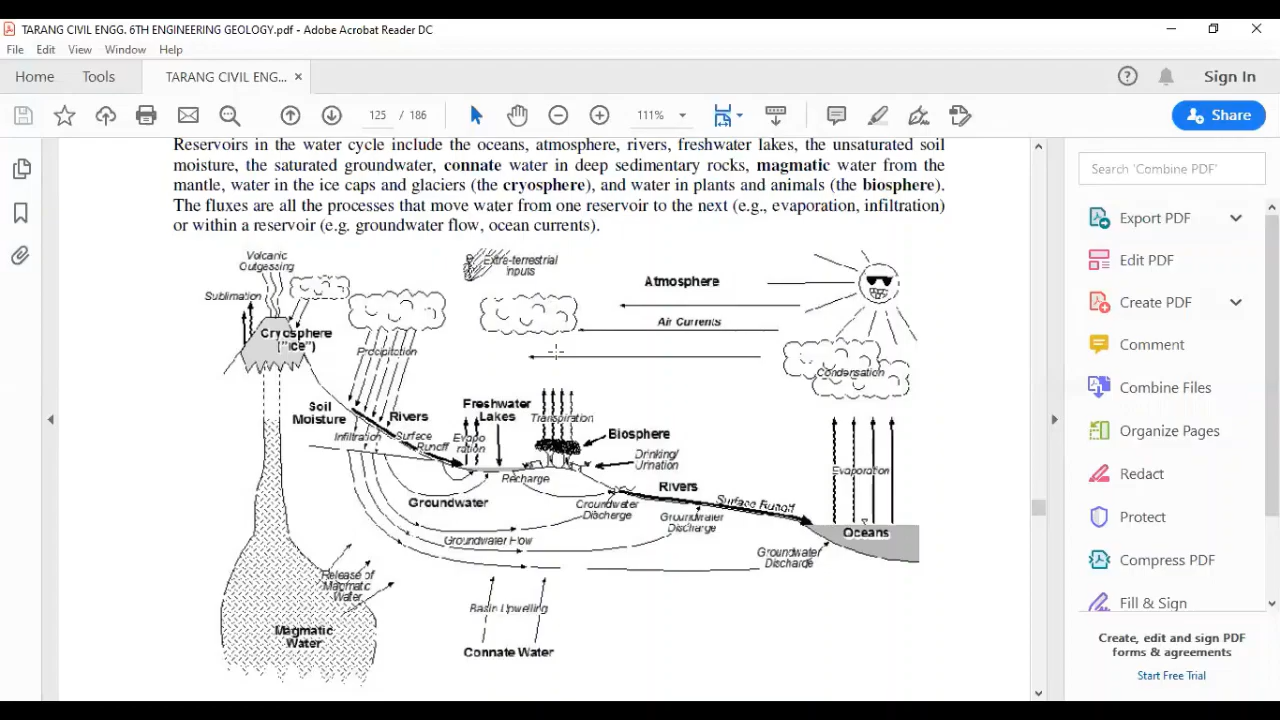 TARANG CIVIL ENGG. 6TH ENGINEERING GEOLOGY.pdf - Adobe Acrobat Reader DC
File Edit View Window Help
Home Tools TARANG CIVIL ENG... × Sign In
125 / 186 111% Share
Reservoirs in the water cycle include the oceans, atmosphere, rivers, freshwater lakes, the unsaturated soil
moisture, the saturated groundwater, connate water in deep sedimentary rocks, magmatic water from the
mantle, water in the ice caps and glaciers (the cryosphere), and water in plants and animals (the biosphere).
The fluxes are all the processes that move water from one reservoir to the next (e.g., evaporation, infiltration)
or within a reservoir (e.g. groundwater flow, ocean currents).
Volcanic
Outgassing
Sublimation
Cryosphere
("Ice")
Extra-terrestrial
Inputs
Atmosphere
Air Currents
Precipitation
Condensation
Soil
Moisture
Rivers
Infiltration
Surface
Runoff
Evapo
ration
Freshwater
Lakes
Transpiration
Biosphere
Drinking/
Urination
Recharge
Groundwater
Groundwater
Discharge
Rivers
Surface Runoff
Groundwater
Discharge
Evaporation
Oceans
Groundwater Flow
Groundwater
Discharge
Release of
Magmatic
Water
Magmatic
Water
Basin Upwelling
Connate Water
Search 'Combine PDF'
Export PDF
Edit PDF
Create PDF
Comment
Combine Files
Organize Pages
Redact
Protect
Compress PDF
Fill & Sign
Create, edit and sign PDF
forms & agreements
Start Free Trial